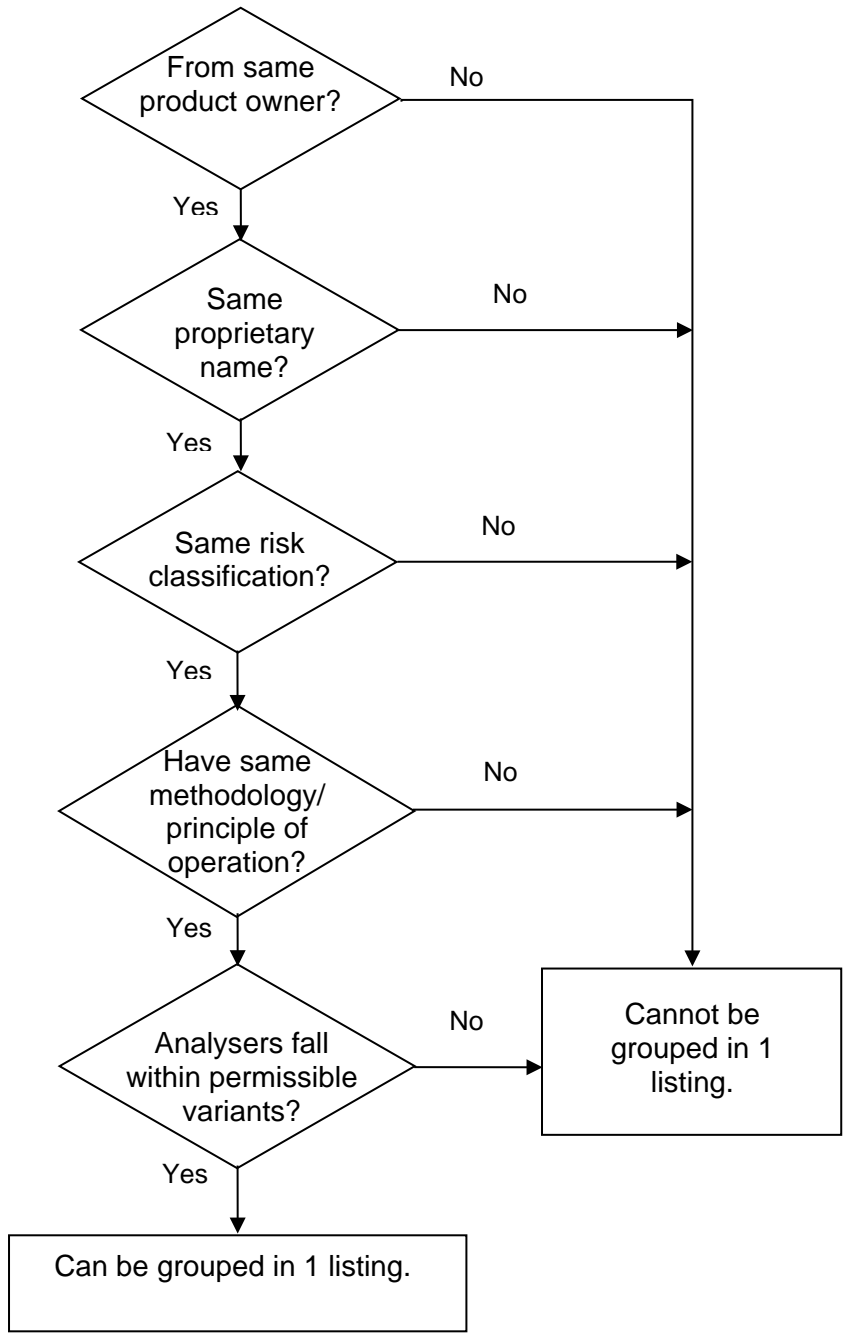 From same
product owner?
No
Yes
Same
proprietary
name?
No
Yes
Same risk
classification?
No
Yes
Have same
methodology/
principle of
operation?
No
Yes
Analysers fall
within permissible
variants?
No
Cannot be
grouped in 1
listing.
Yes
Can be grouped in 1 listing.